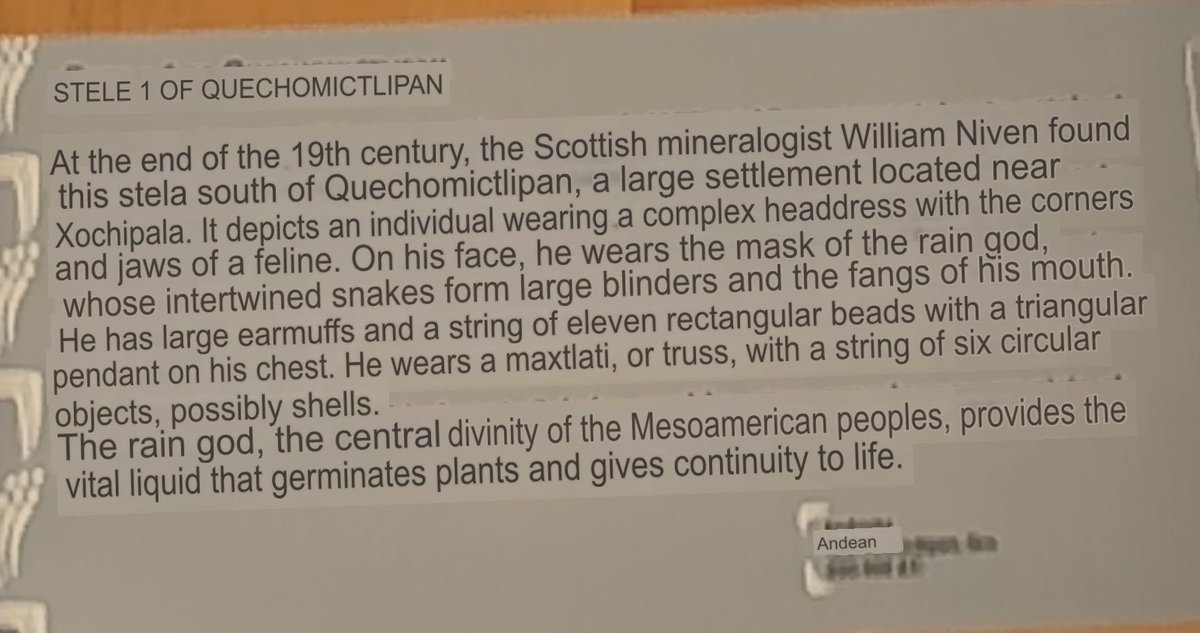 STELE 1 OF QUECHOMICTLIPAN
At the end of the 19th century, the Scottish mineralogist William Niven found
this stela south of Quechomictlipan, a large settlement located near
Xochipala. It depicts an individual wearing a complex headdress with the corners
and jaws of a feline. On his face, he wears the mask of the rain god,
whose intertwined snakes form large blinders and the fangs of his mouth.
He has large earmuffs and a string of eleven rectangular beads with a triangular
pendant on his chest. He wears a maxtlati, or truss, with a string of six circular
objects, possibly shells.
The rain god, the central divinity of the Mesoamerican peoples, provides the
vital liquid that germinates plants and gives continuity to life.
Andean